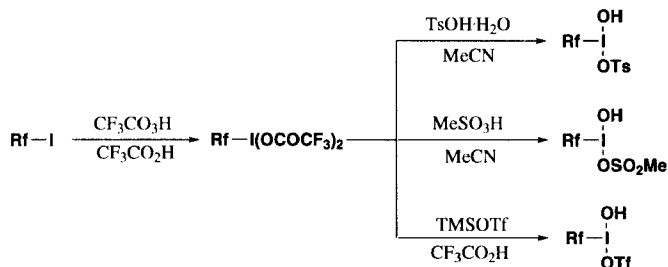 Rf—I
CF₃CO₃H
CF₃CO₂H
Rf—I(OCOCF₃)₂
TsOH·H₂O
MeCN
OH
Rf—I
OTs
MeSO₃H
MeCN
OH
Rf—I
OSO₂Me
TMSOTf
CF₃CO₂H
OH
Rf—I
OTf